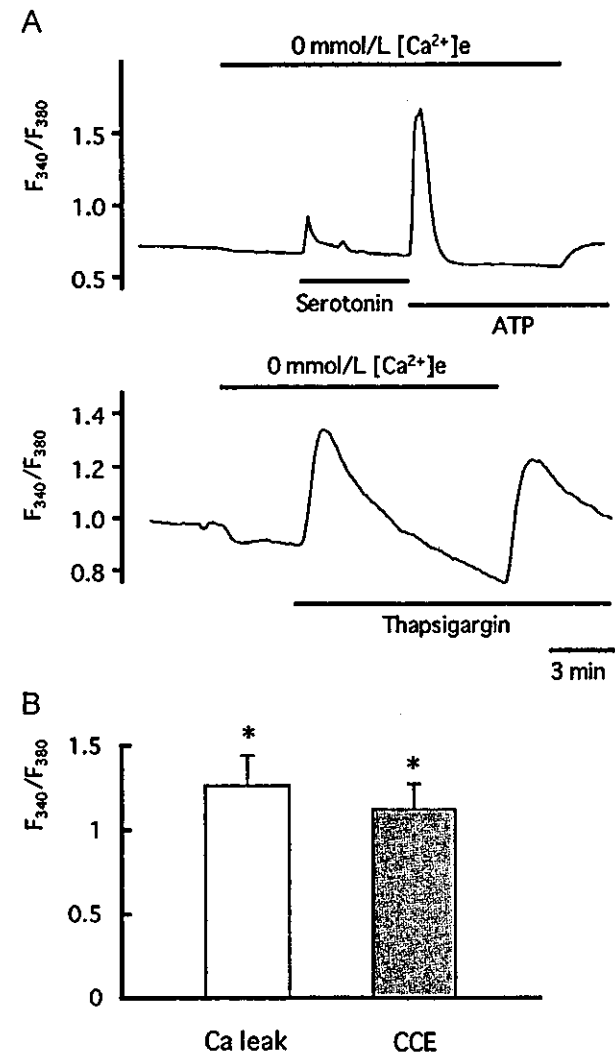 A
0 mmol/L [Ca²⁺]e
F₃₄₀/F₃₈₀
1.5
1.0
0.5
Serotonin
ATP
0 mmol/L [Ca²⁺]e
F₃₄₀/F₃₈₀
1.4
1.2
1.0
0.8
Thapsigargin
3 min
B
F₃₄₀/F₃₈₀
1.5
1
0.5
0
* *
Ca leak CCE